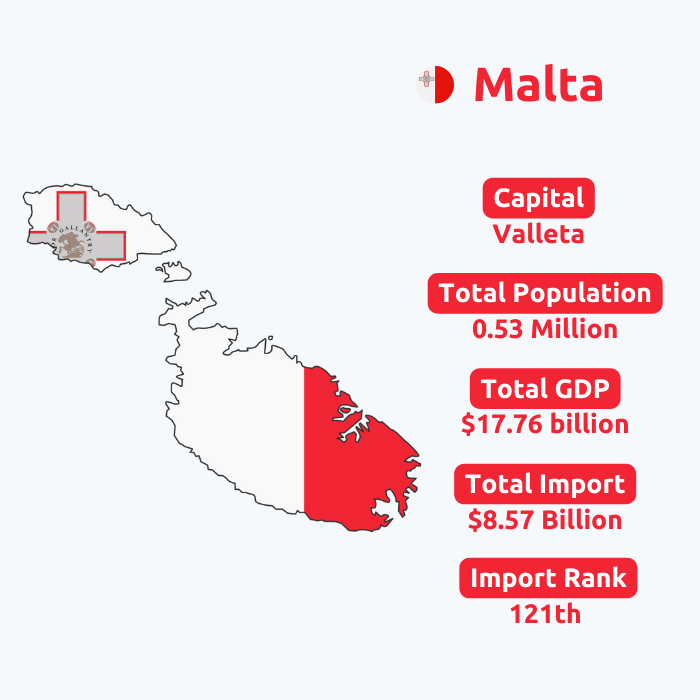 Malta
Capital
Valleta
Total Population
0.53 Million
Total GDP
$17.76 billion
Total Import
$8.57 Billion
Import Rank
121th
GALLANTRY